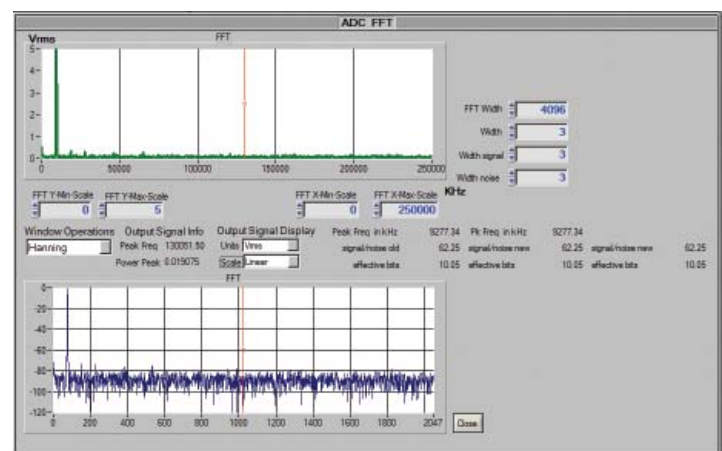 ADC FFT
Vrms
FFT
5
4
3
2
1
0
0 50000 100000 150000 200000 250000
KHz
FFT Width 4096
Width 3
Width signal 3
Width noise 3
FFT Y-Min-Scale FFT Y-Max-Scale FFT X-Min-Scale FFT X-Max-Scale
0 5 0 250000
Window Operations Output Signal Info Output Signal Display Peak Freq in kHz 9277.34 Pk Freq in kHz 9277.34
Hanning Peak Freq 130051.50 Units Vrms signal/noise old 62.25 signal/noise new 62.25 signal/noise new 62.25
Power Peak 0.019075 Scale Linear effective bits 10.05 effective bits 10.05 effective bits 10.05
FFT
0
-20
-40
-60
-80
-100
-120
0 200 400 600 800 1000 1200 1400 1600 1800 2047
Close